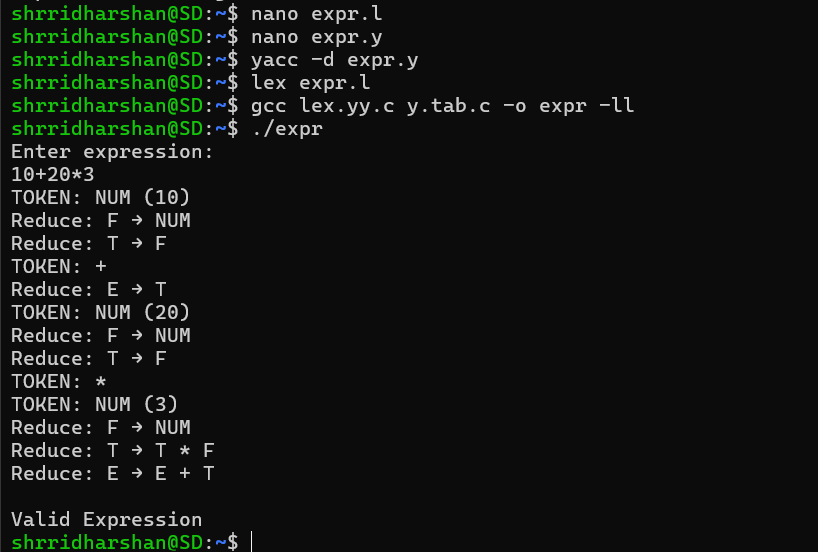 shrridharshan@SD:~$ nano expr.l
shrridharshan@SD:~$ nano expr.y
shrridharshan@SD:~$ yacc -d expr.y
shrridharshan@SD:~$ lex expr.l
shrridharshan@SD:~$ gcc lex.yy.c y.tab.c -o expr -ll
shrridharshan@SD:~$ ./expr
Enter expression:
10+20*3
TOKEN: NUM (10)
Reduce: F → NUM
Reduce: T → F
TOKEN: +
Reduce: E → T
TOKEN: NUM (20)
Reduce: F → NUM
Reduce: T → F
TOKEN: *
TOKEN: NUM (3)
Reduce: F → NUM
Reduce: T → T * F
Reduce: E → E + T
Valid Expression
shrridharshan@SD:~$